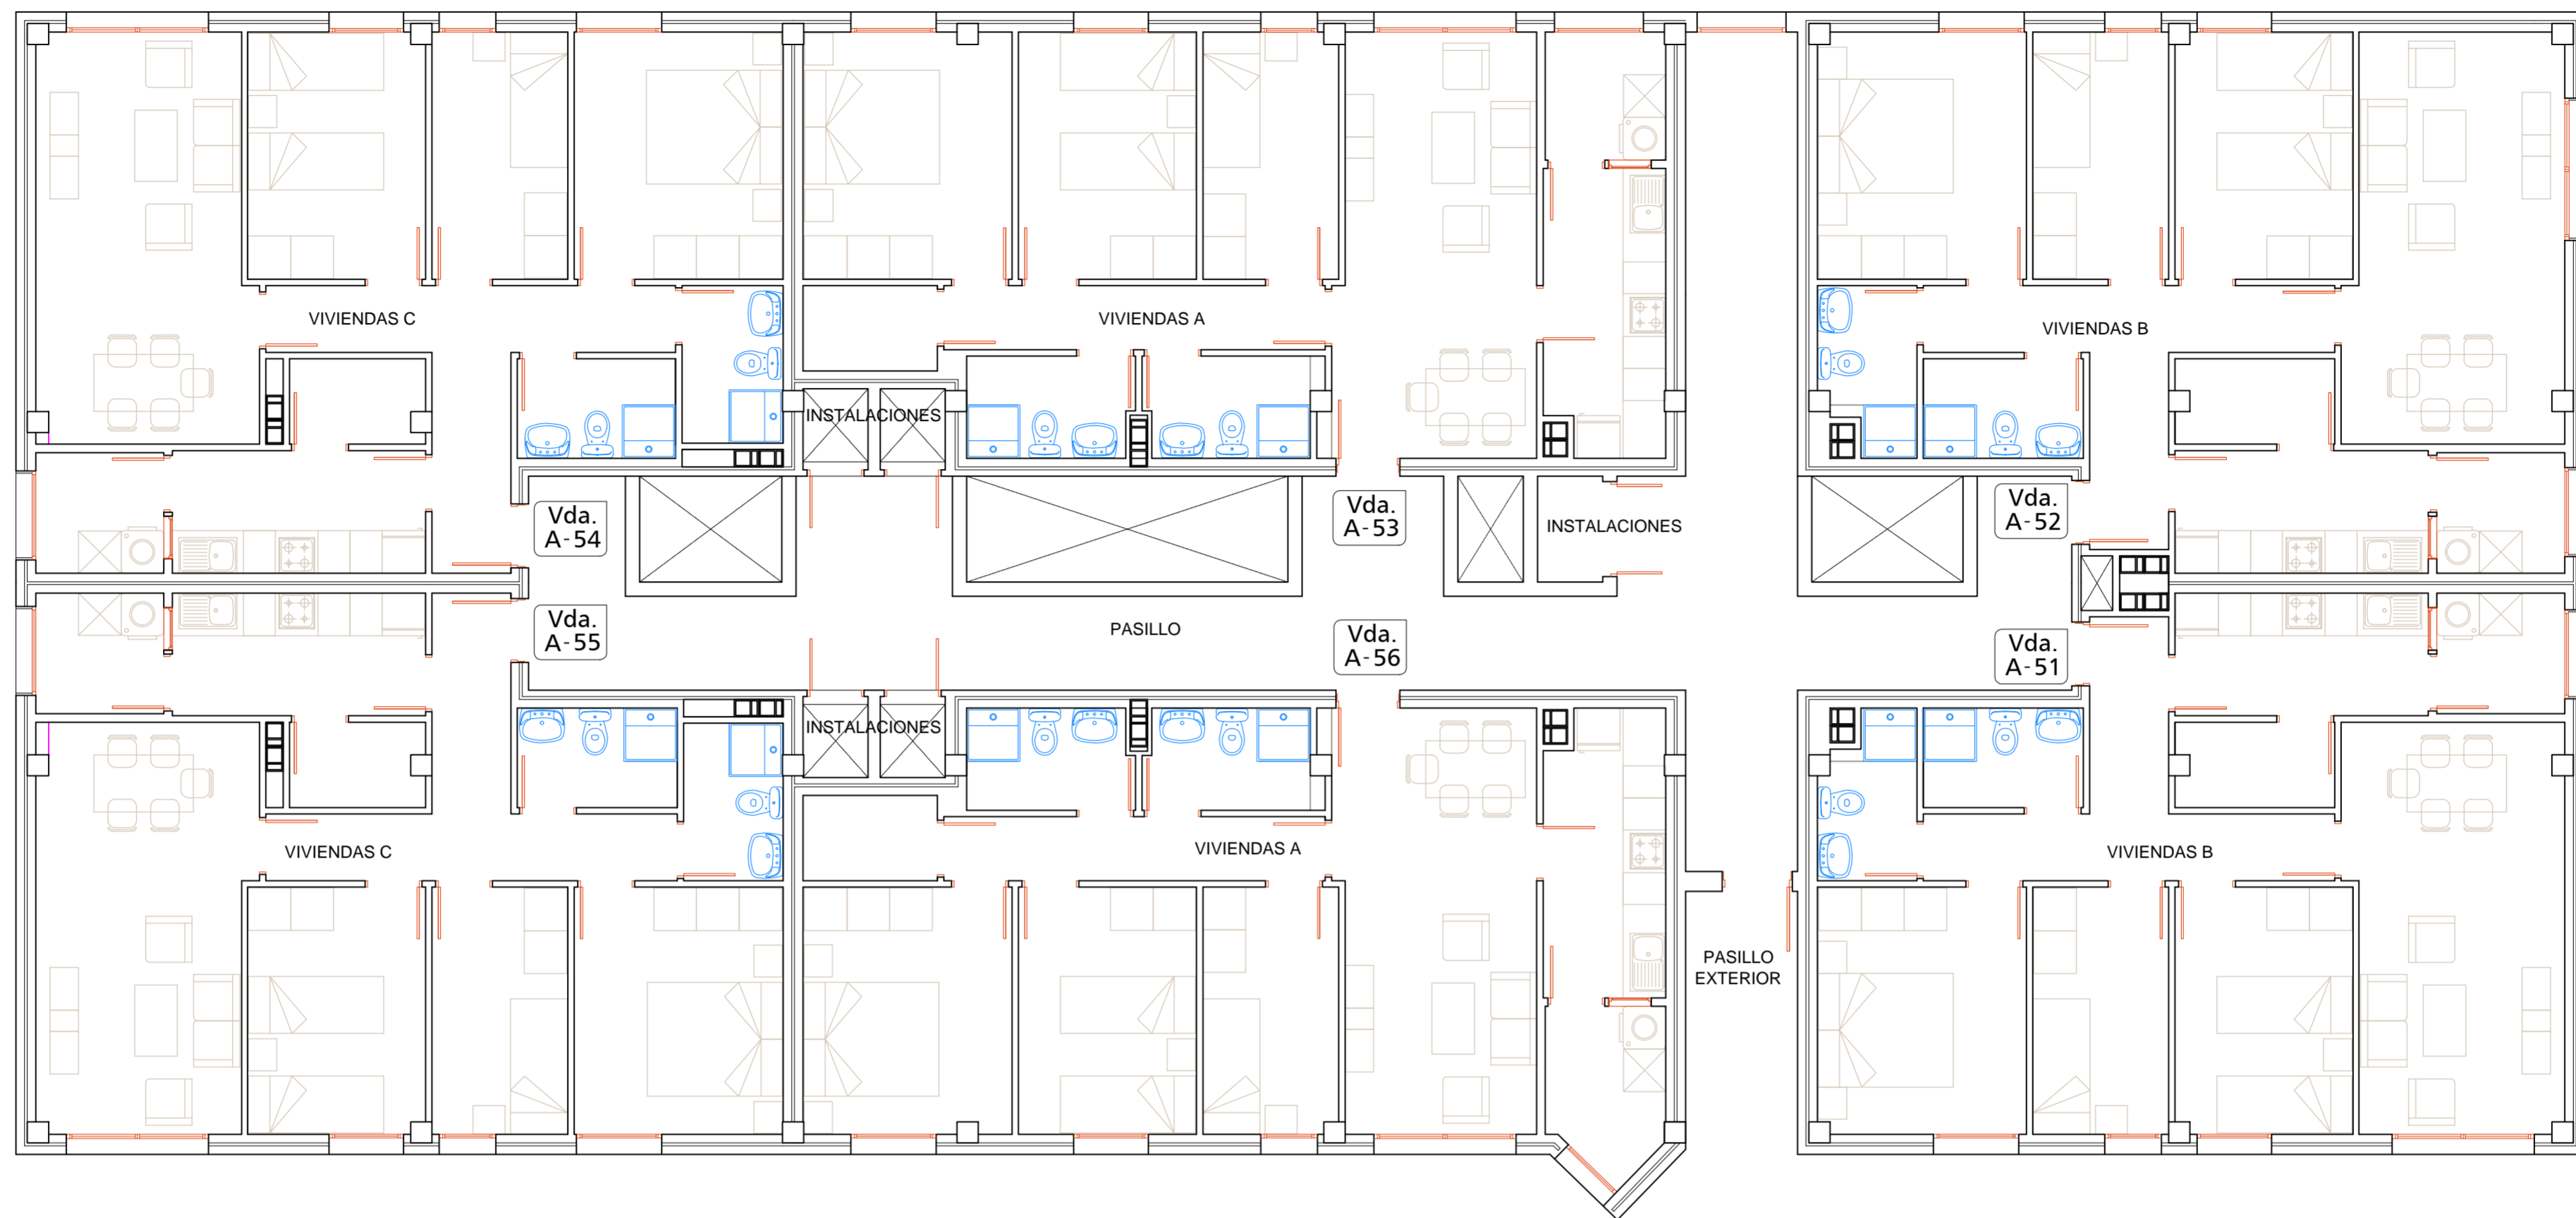 VIVIENDAS C
VIVIENDAS A
VIVIENDAS B
INSTALACIONES
Vda.
A-54
Vda.
A-53
INSTALACIONES
Vda.
A-52
Vda.
A-55
PASILLO
Vda.
A-56
Vda.
A-51
INSTALACIONES
VIVIENDAS C
VIVIENDAS A
VIVIENDAS B
PASILLO
EXTERIOR